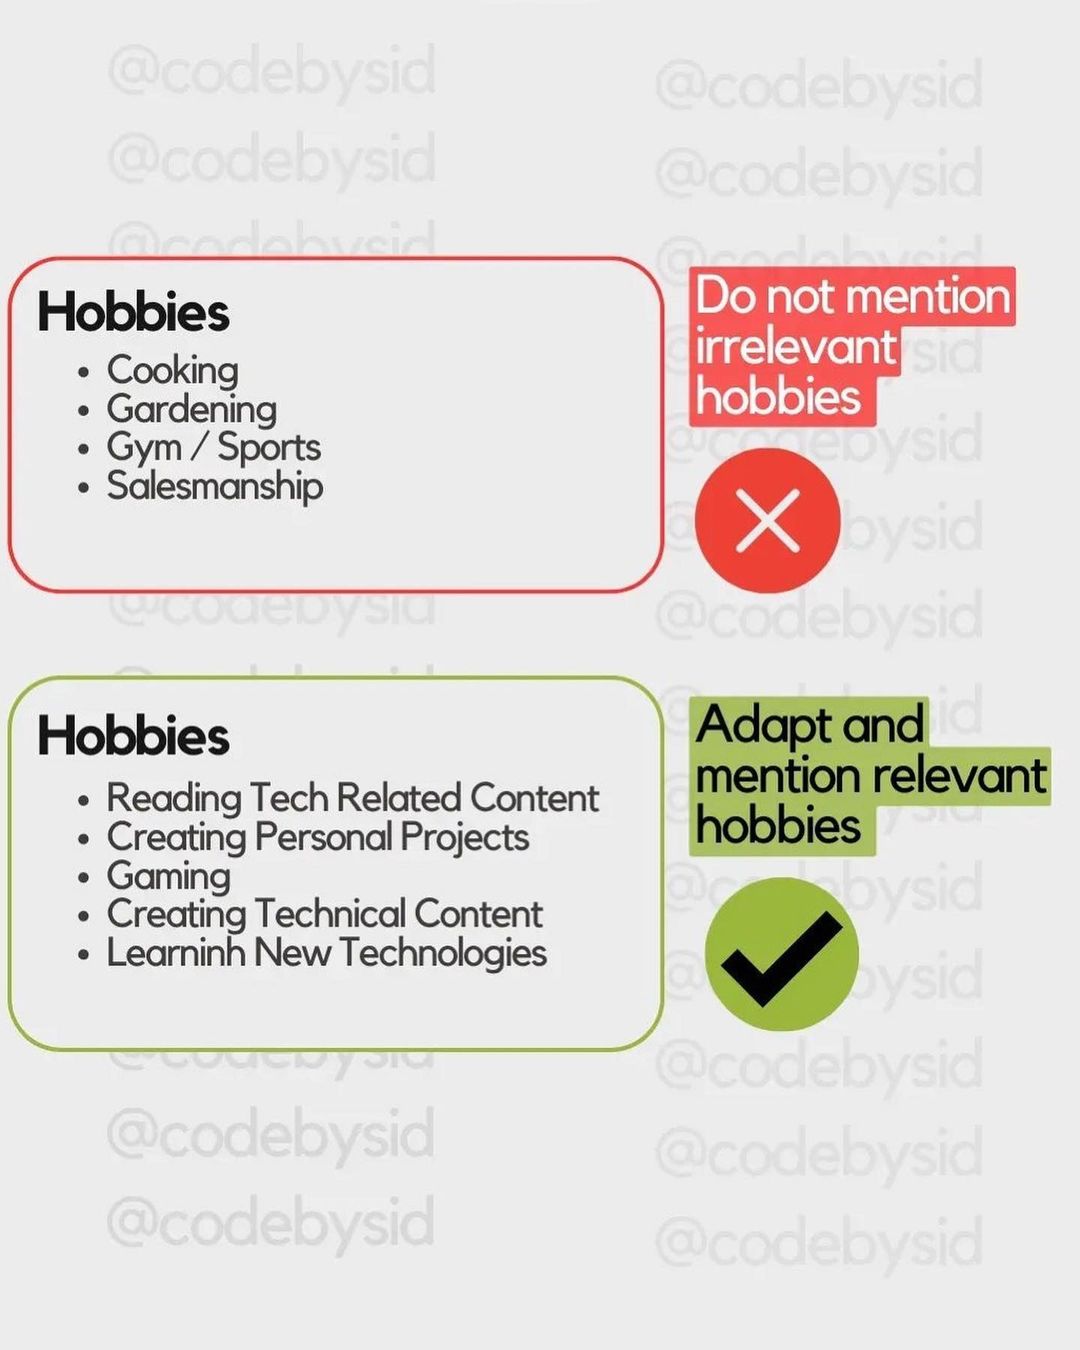 @codebysid
@codebysid
@codebysid
@codebysid
@codebysid
Hobbies
• Cooking
• Gardening
• Gym / Sports
• Salesmanship
Do not mention
irrelevant
hobbies
@codebysid
@codebysid
Hobbies
• Reading Tech Related Content
• Creating Personal Projects
• Gaming
• Creating Technical Content
• Learninh New Technologies
Adapt and
mention relevant
hobbies
@codebysid
@codebysid
@codebysid
@codebysid
@codebysid